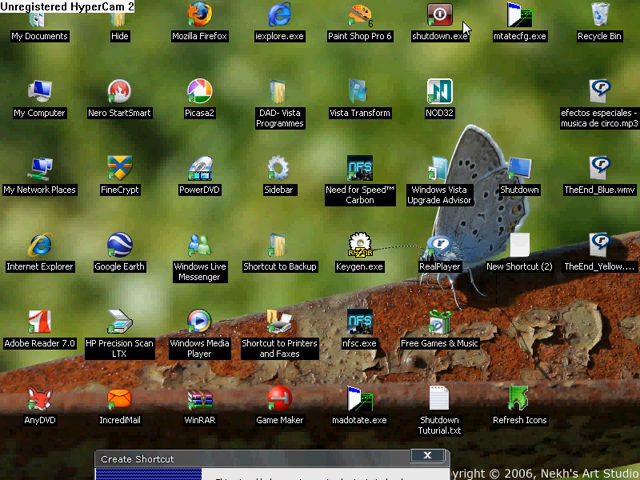 Unregistered HyperCam 2
My Documents
Hide
Mozilla Firefox
iexplore.exe
Paint Shop Pro 6
shutdown.exe
mtatecfg.exe
Recycle Bin
My Computer
Nero StartSmart
Picasa2
DAD- Vista
Programmes
Vista Transform
NOD32
efectos especiales -
musica de circo.mp3
My Network Places
FineCrypt
PowerDVD
Sidebar
Need for Speed™
Carbon
Windows Vista
Upgrade Advisor
Shutdown
TheEnd_Blue.wmv
Internet Explorer
Google Earth
Windows Live
Messenger
Shortcut to Backup
Keygen.exe
RealPlayer
New Shortcut (2)
TheEnd_Yellow....
Adobe Reader 7.0
HP Precision Scan
LTX
Windows Media
Player
Shortcut to Printers
and Faxes
nfsc.exe
Free Games & Music
AnyDVD
IncrediMail
WinRAR
Game Maker
madotate.exe
Shutdown
Tuturial.txt
Refresh Icons
Create Shortcut
yright © 2006, Nekh's Art Studio